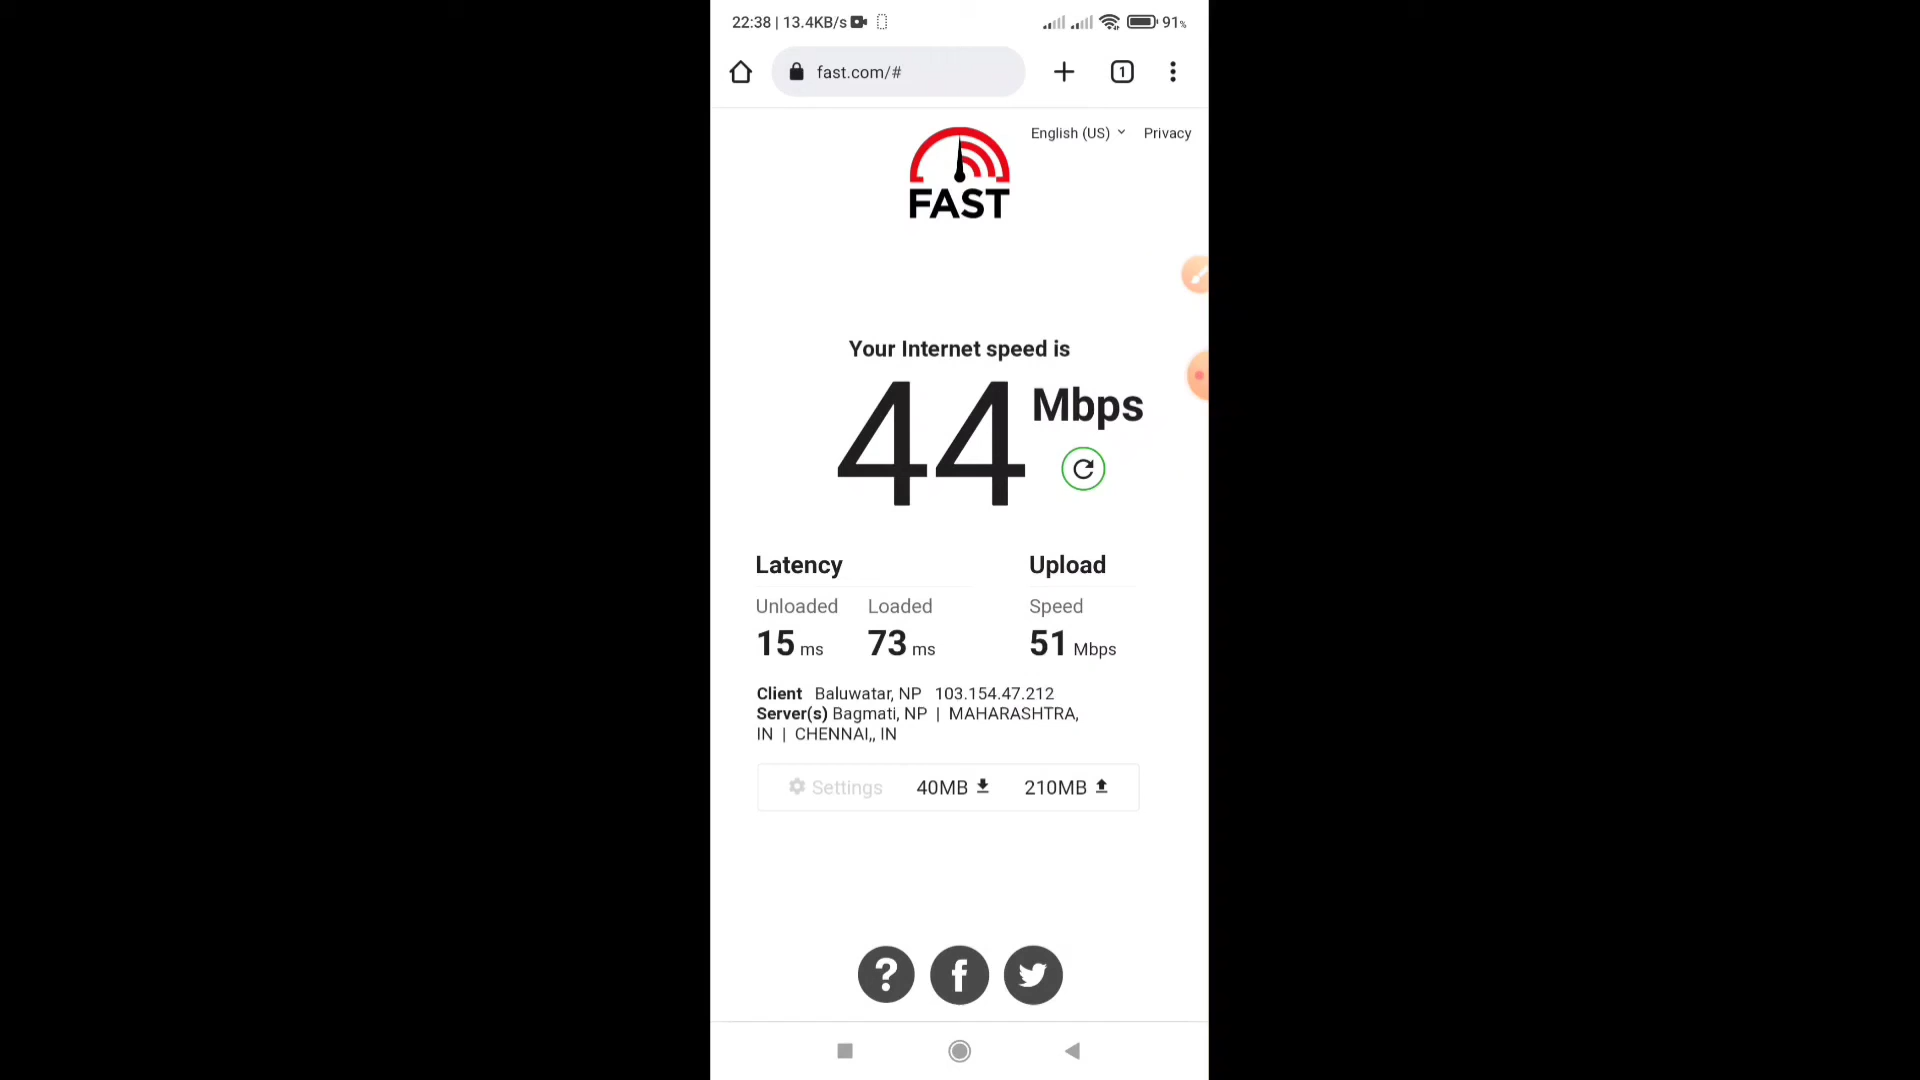 22:38 | 13.4KB/s
91%
fast.com/#
1
English (US) Privacy
FAST
Your Internet speed is
44 Mbps
Latency Upload
Unloaded Loaded Speed
15 ms 73 ms 51 Mbps
Client Baluwatar, NP 103.154.47.212
Server(s) Bagmati, NP | MAHARASHTRA,
IN | CHENNAI,, IN
Settings 40MB 210MB